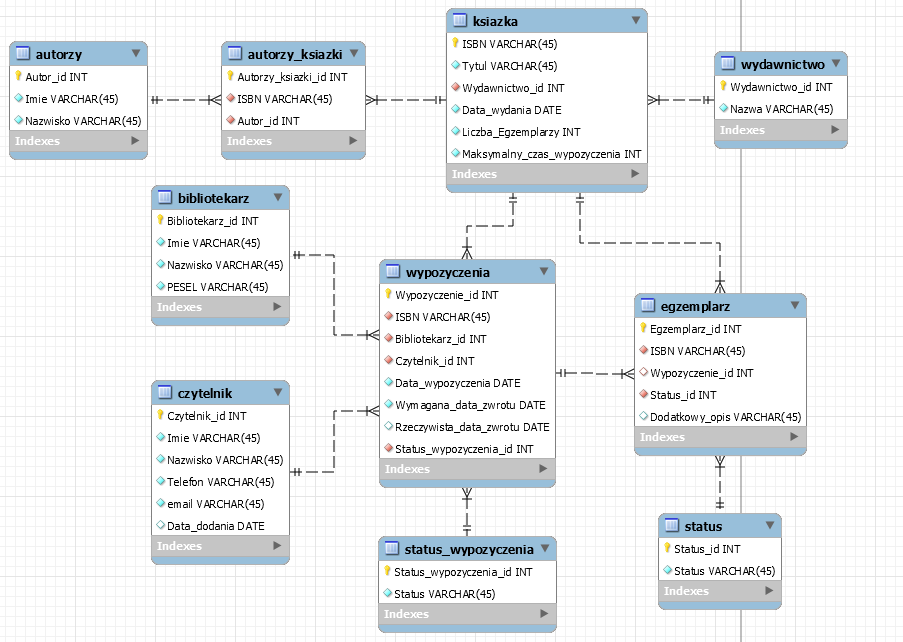 autorzy
Autor_id INT
Imie VARCHAR(45)
Nazwisko VARCHAR(45)
Indexes
autorzy_ksiazki
Autorzy_ksiazki_id INT
ISBN VARCHAR(45)
Autor_id INT
Indexes
ksiazka
ISBN VARCHAR(45)
Tytul VARCHAR(45)
Wydawnictwo_id INT
Data_wydania DATE
Liczba_Egzemplarzy INT
Maksymalny_czas_wypozyczenia INT
Indexes
wydawnictwo
Wydawnictwo_id INT
Nazwa VARCHAR(45)
Indexes
bibliotekarz
Bibliotekarz_id INT
Imie VARCHAR(45)
Nazwisko VARCHAR(45)
PESEL VARCHAR(45)
Indexes
wypozyczenia
Wypozyczenie_id INT
ISBN VARCHAR(45)
Bibliotekarz_id INT
Czytelnik_id INT
Data_wypozyczenia DATE
Wymagana_data_zwrotu DATE
Rzeczywista_data_zwrotu DATE
Status_wypozyczenia_id INT
Indexes
egzemplarz
Egzemplarz_id INT
ISBN VARCHAR(45)
Wypozyczenie_id INT
Status_id INT
Dodatkowy_opis VARCHAR(45)
Indexes
czytelnik
Czytelnik_id INT
Imie VARCHAR(45)
Nazwisko VARCHAR(45)
Telefon VARCHAR(45)
email VARCHAR(45)
Data_dodania DATE
Indexes
status_wypozyczenia
Status_wypozyczenia_id INT
Status VARCHAR(45)
Indexes
status
Status_id INT
Status VARCHAR(45)
Indexes